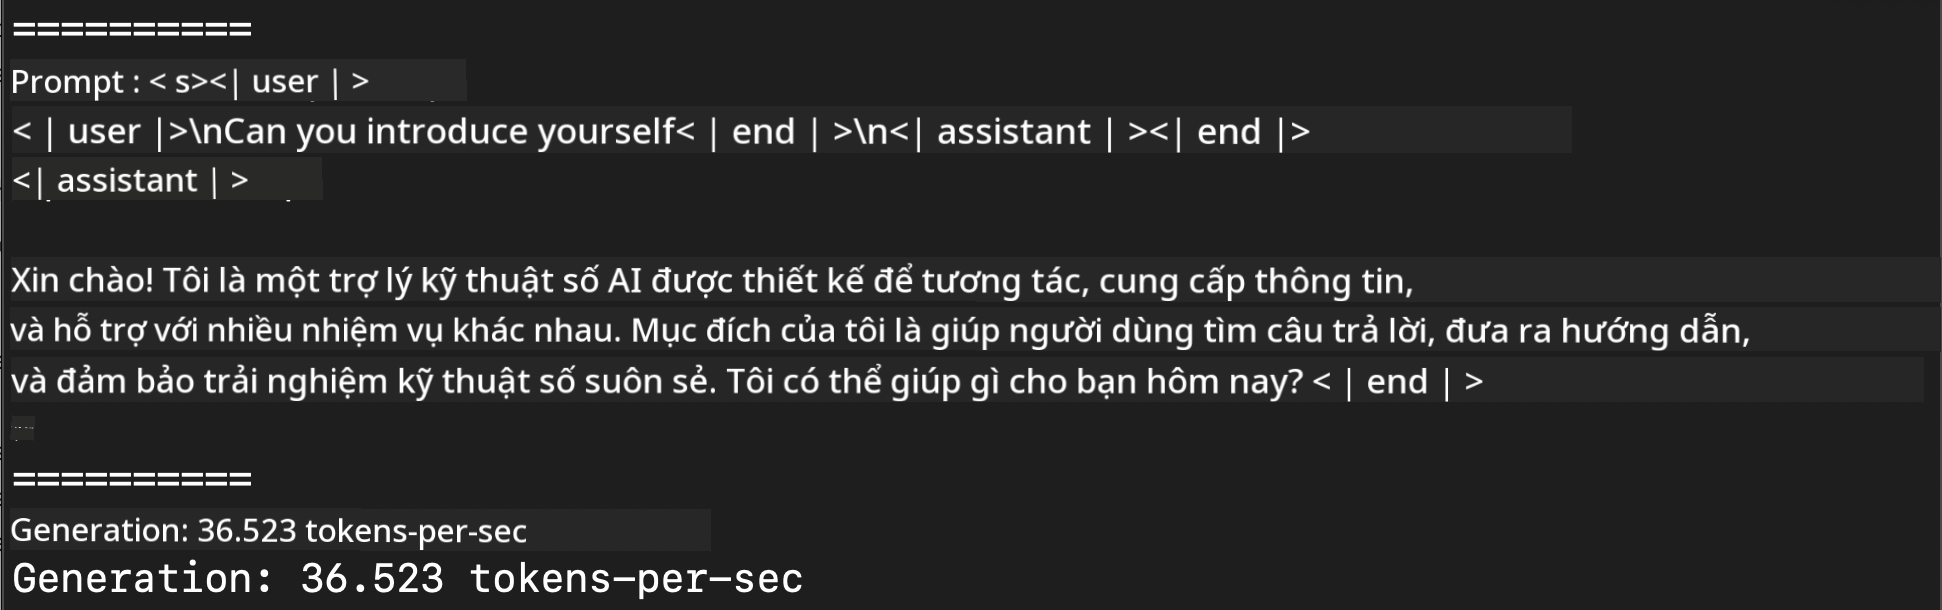 ==========
Prompt : < s><| user | >
< | user |>\nCan you introduce yourself< | end | >\n<| assistant | ><| end |>
<| assistant | >
Xin chào! Tôi là một trợ lý kỹ thuật số AI được thiết kế để tương tác, cung cấp thông tin,
và hỗ trợ với nhiều nhiệm vụ khác nhau. Mục đích của tôi là giúp người dùng tìm câu trả lời, đưa ra hướng dẫn,
và đảm bảo trải nghiệm kỹ thuật số suôn sẻ. Tôi có thể giúp gì cho bạn hôm nay? < | end | >
==========
Generation: 36.523 tokens-per-sec
Generation: 36.523 tokens-per-sec